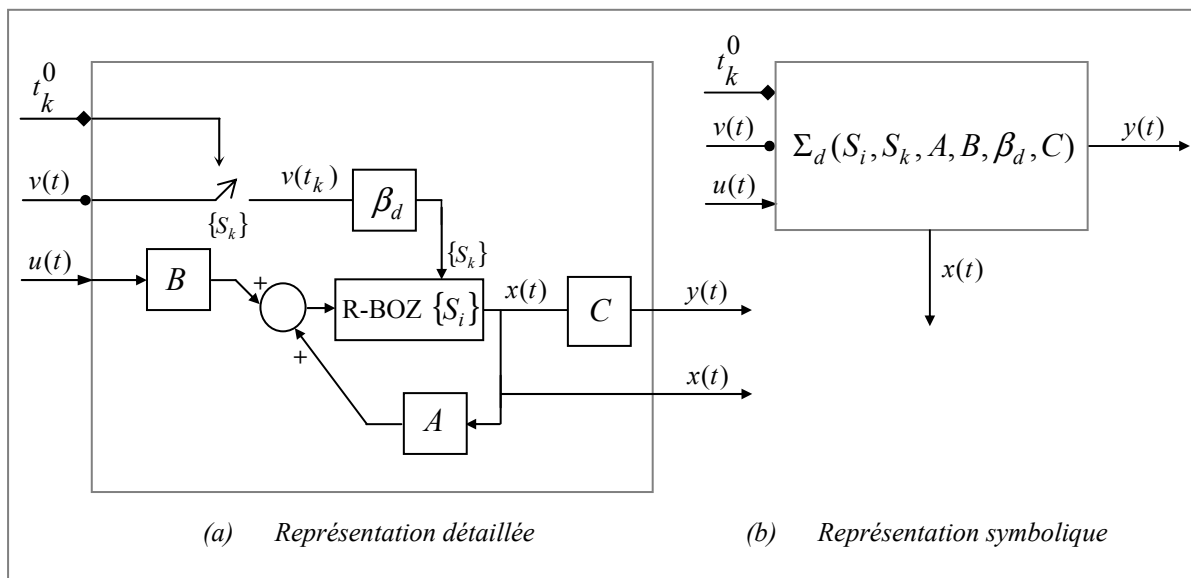 t_k^0
v(t)
{S_k}
v(t_k)
β_d
{S_k}
u(t)
B
+
+
R-BOZ {S_i}
x(t)
C
y(t)
x(t)
A
(a) Représentation détaillée
t_k^0
v(t)
u(t)
Σ_d(S_i, S_k, A, B, β_d, C)
y(t)
x(t)
(b) Représentation symbolique